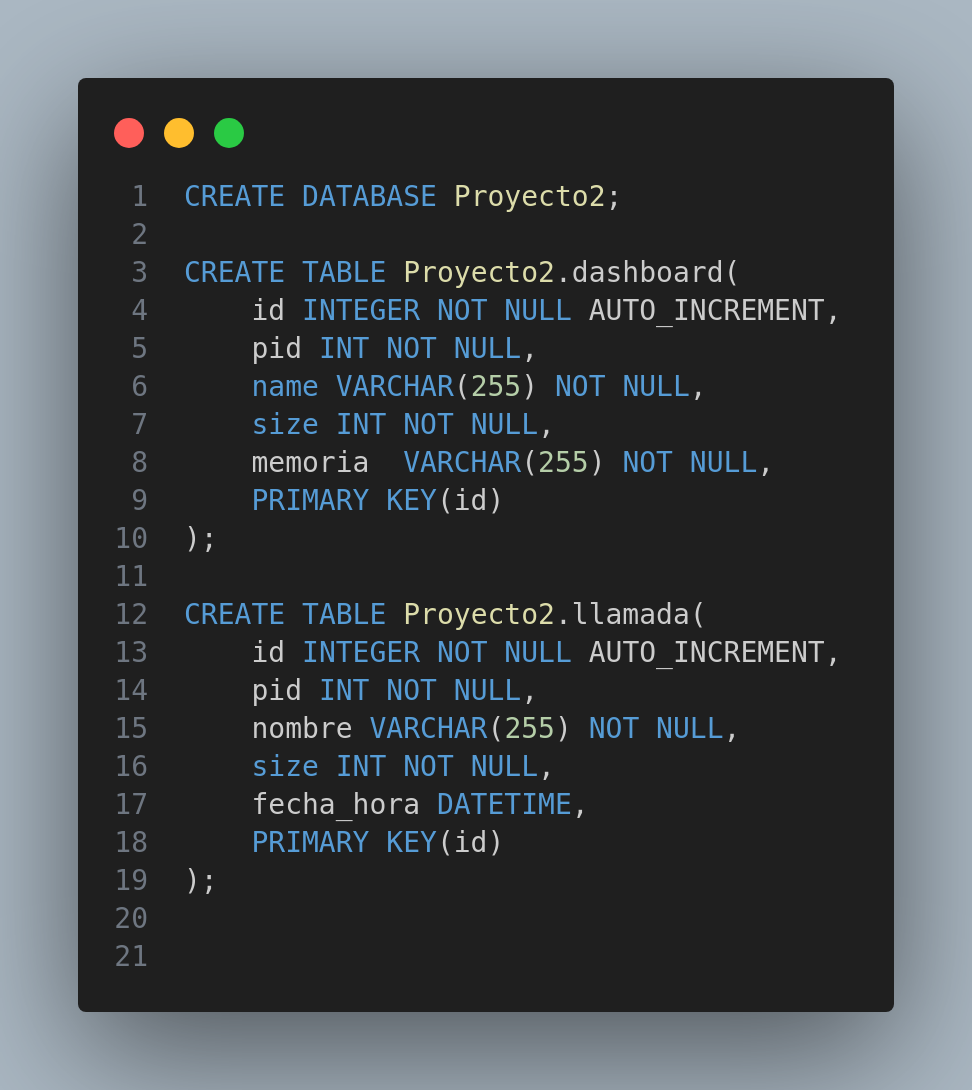 1 CREATE DATABASE Proyecto2;
2
3 CREATE TABLE Proyecto2.dashboard(
4     id INTEGER NOT NULL AUTO_INCREMENT,
5     pid INT NOT NULL,
6     name VARCHAR(255) NOT NULL,
7     size INT NOT NULL,
8     memoria  VARCHAR(255) NOT NULL,
9     PRIMARY KEY(id)
10 );
11
12 CREATE TABLE Proyecto2.llamada(
13     id INTEGER NOT NULL AUTO_INCREMENT,
14     pid INT NOT NULL,
15     nombre VARCHAR(255) NOT NULL,
16     size INT NOT NULL,
17     fecha_hora DATETIME,
18     PRIMARY KEY(id)
19 );
20
21